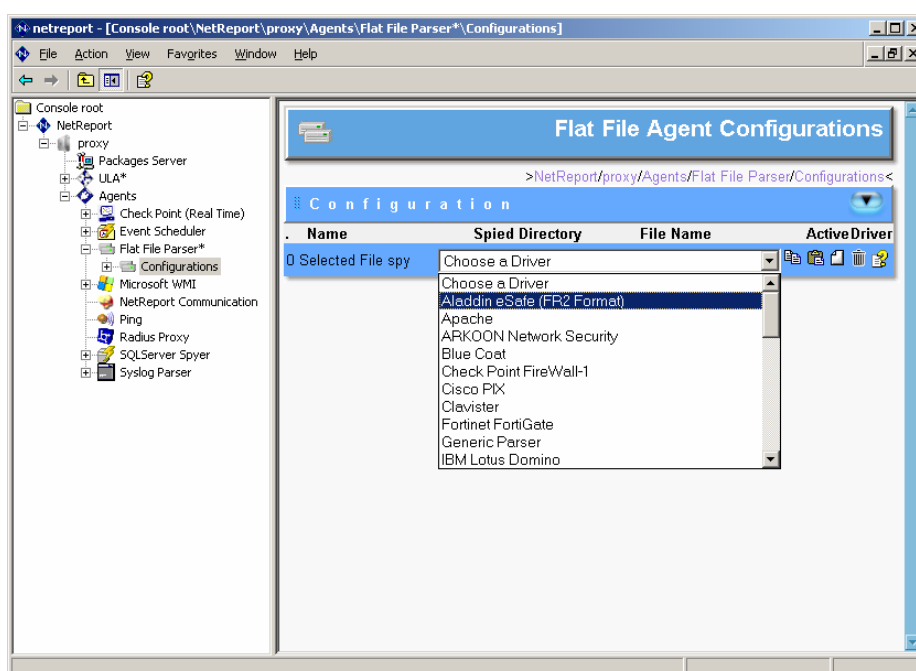 netreport - [Console root\NetReport\proxy\Agents\Flat File Parser*\Configurations]
File Action View Favorites Window Help
Console root
NetReport
proxy
Packages Server
ULA*
Agents
Check Point (Real Time)
Event Scheduler
Flat File Parser*
Configurations
Microsoft WMI
NetReport Communication
Ping
Radius Proxy
SQLServer Spyer
Syslog Parser
Flat File Agent Configurations
>NetReport/proxy/Agents/Flat File Parser/Configurations<
Configuration
. Name Spied Directory File Name Active Driver
0 Selected File spy Choose a Driver
Choose a Driver
Aladdin eSafe (FR2 Format)
Apache
ARKOON Network Security
Blue Coat
Check Point FireWall-1
Cisco PIX
Clavister
Fortinet FortiGate
Generic Parser
IBM Lotus Domino